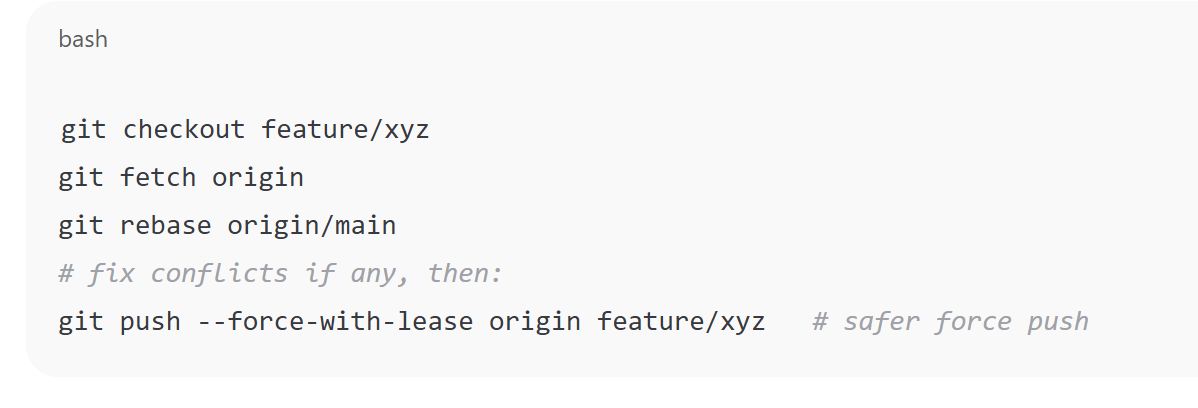 bash
git checkout feature/xyz
git fetch origin
git rebase origin/main
# fix conflicts if any, then:
git push --force-with-lease origin feature/xyz   # safer force push